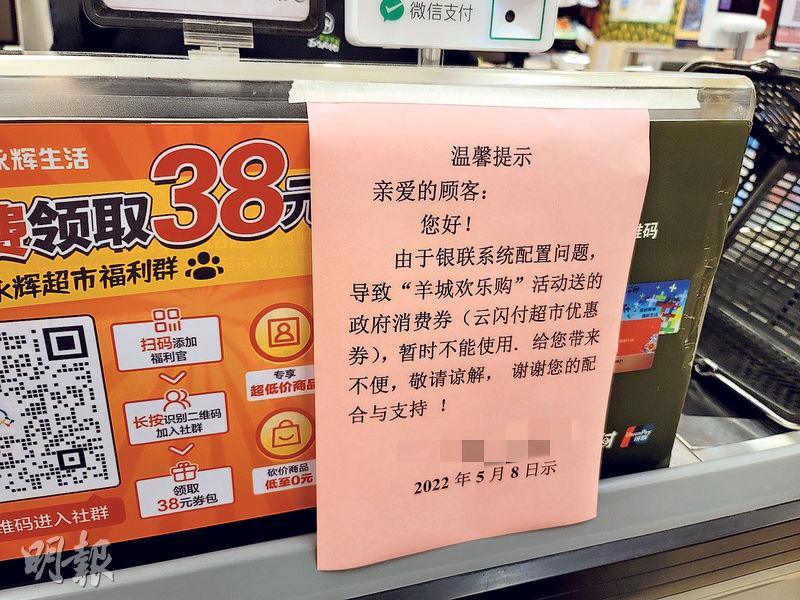 微信支付
永辉生活
费领取38元
永辉超市福利群
扫码添加
福利官
长按识别二维码
加入社群
领取
38元券包
专享
超低价商品
砍价商品
低至0元
维码进入社群
温馨提示
亲爱的顾客：
您好！
由于银联系统配置问题，
导致“羊城欢乐购”活动送的
政府消费券（云闪付超市优惠
券），暂时不能使用. 给您带来
不便，敬请谅解， 谢谢您的配
合与支持 ！
2022 年 5 月 8 日示
维码
UnionPay
银联
明報